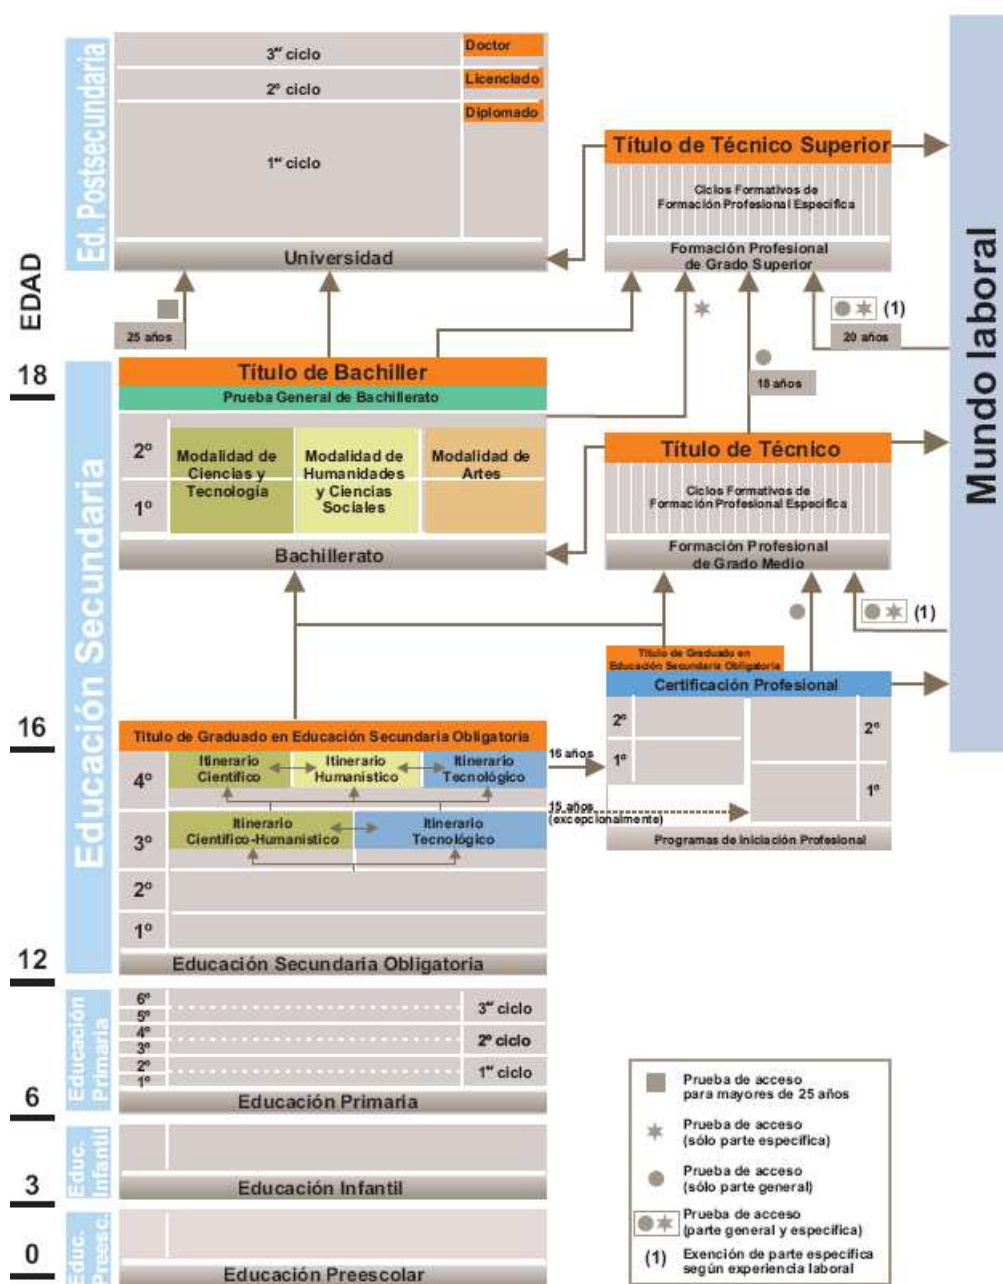 EDAD
Ed. Postsecundaria
3er ciclo
Doctor
2º ciclo
Licenciado
Diplomado
1er ciclo
Universidad
Título de Técnico Superior
Ciclos Formativos de
Formación Profesional Específica
Formación Profesional
de Grado Superior
Mundo laboral
25 años
(1)
20 años
18 años
18
Educación Secundaria
Título de Bachiller
Prueba General de Bachillerato
2º
1º
Modalidad de
Ciencias y
Tecnología
Modalidad de
Humanidades
y Ciencias
Sociales
Modalidad de
Artes
Bachillerato
Título de Técnico
Ciclos Formativos de
Formación Profesional Específica
Formación Profesional
de Grado Medio
(1)
Título de Graduado en
Educación Secundaria Obligatoria
Certificación Profesional
2º
1º
2º
1º
Programas de Iniciación Profesional
16
Título de Graduado en Educación Secundaria Obligatoria
16 años
15 años
(excepcionalmente)
4º
Itinerario
Científico
Itinerario
Humanístico
Itinerario
Tecnológico
3º
Itinerario
Científico-Humanístico
Itinerario
Tecnológico
2º
1º
Educación Secundaria Obligatoria
12
Educación
Primaria
6º
5º
4º
3º
2º
1º
3er ciclo
2º ciclo
1er ciclo
Educación Primaria
6
Educ.
Infantil
Educación Infantil
3
Educ.
Preesc.
Educación Preescolar
0
Prueba de acceso
para mayores de 25 años
Prueba de acceso
(sólo parte específica)
Prueba de acceso
(sólo parte general)
Prueba de acceso
(parte general y específica)
(1)
Exención de parte específica
según experiencia laboral